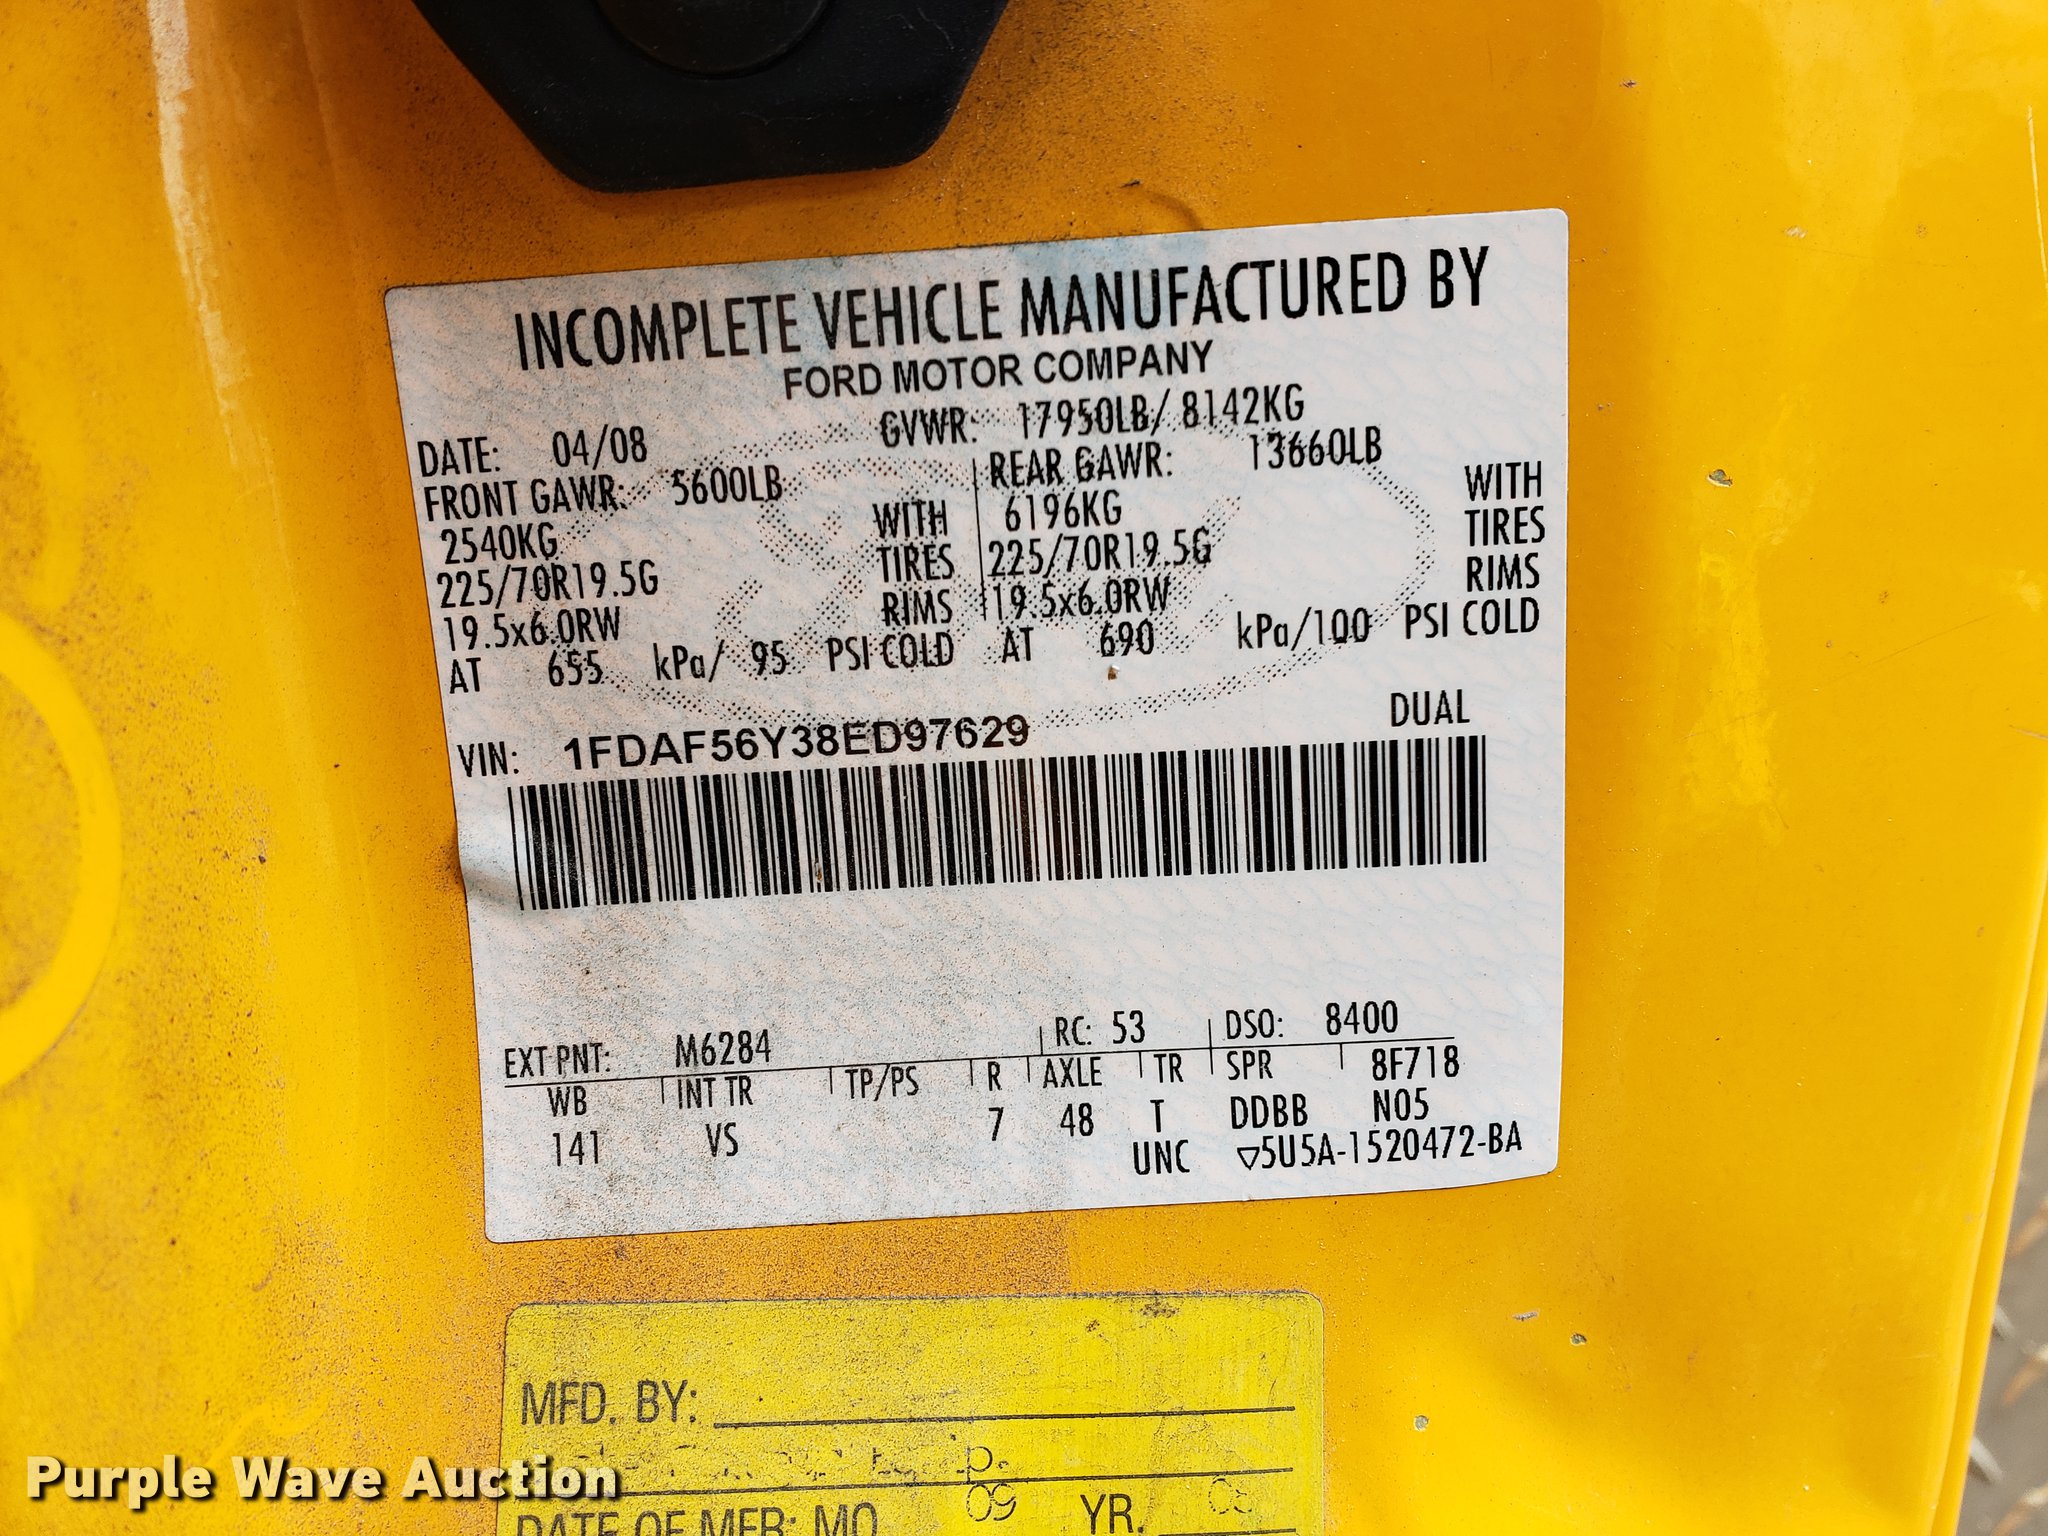 INCOMPLETE VEHICLE MANUFACTURED BY
FORD MOTOR COMPANY
DATE: 04/08 GVWR: 17950LB/ 8142KG
FRONT GAWR: 5600LB REAR GAWR: 13660LB
2540KG WITH 6196KG WITH
225/70R19.5G TIRES 225/70R19.5G TIRES
19.5x6.0RW RIMS 19.5x6.0RW RIMS
AT 655 kPa/ 95 PSI COLD AT 690 kPa/100 PSI COLD
VIN: 1FDAF56Y38ED97629 DUAL
EXT PNT: M6284 RC: 53 DSO: 8400
WB INT TR TP/PS R AXLE TR SPR 8F718
141 VS 7 48 T DDBB N05
UNC ▽5U5A-1520472-BA
MFD. BY:
DATE OF MFR: MO 09 YR.
Purple Wave Auction